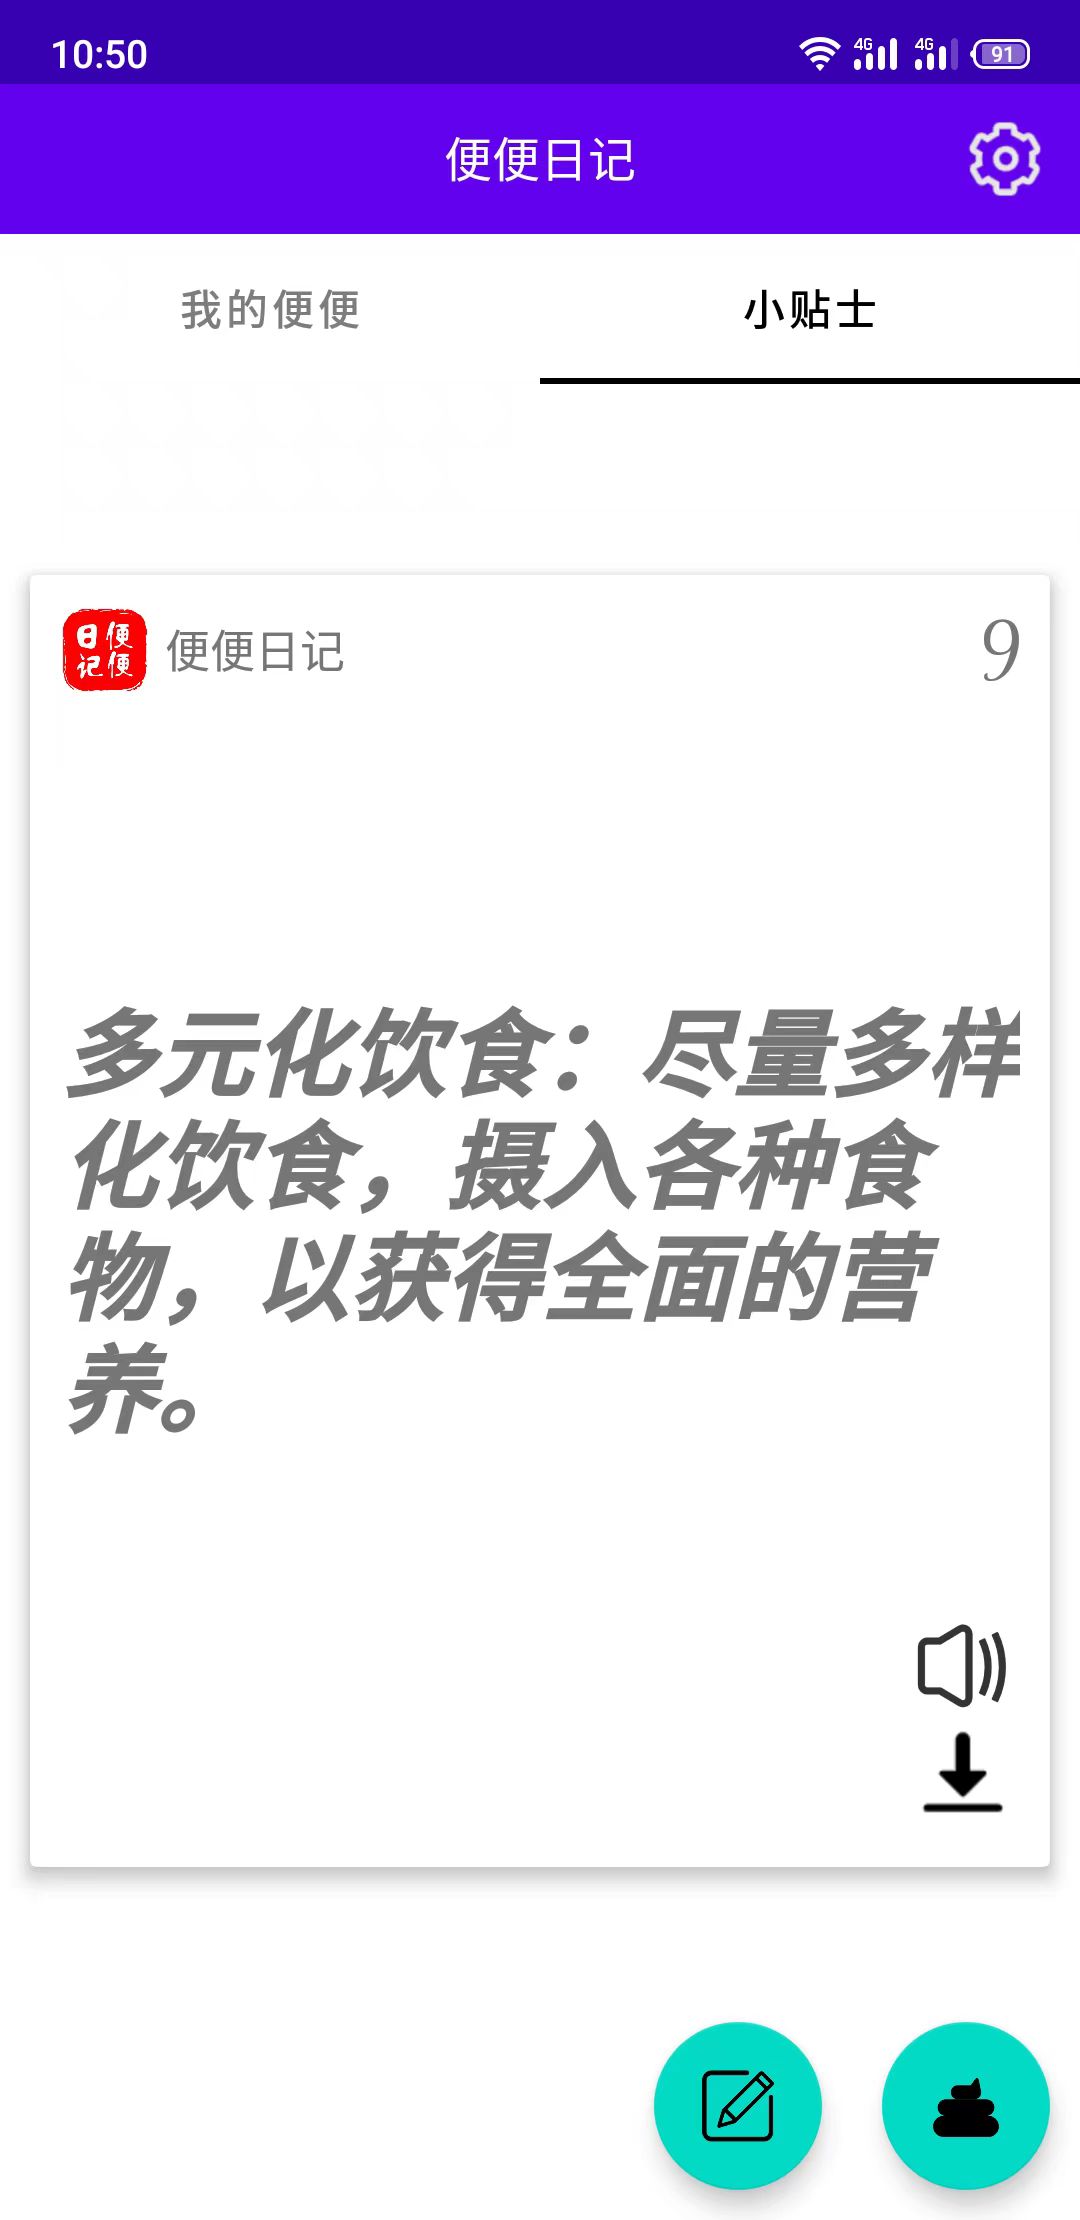 10:50
4G
4G
91
便便日记
我的便便
小贴士
日便
记便
便便日记
9
多元化饮食：尽量多样
化饮食，摄入各种食
物，以获得全面的营
养。